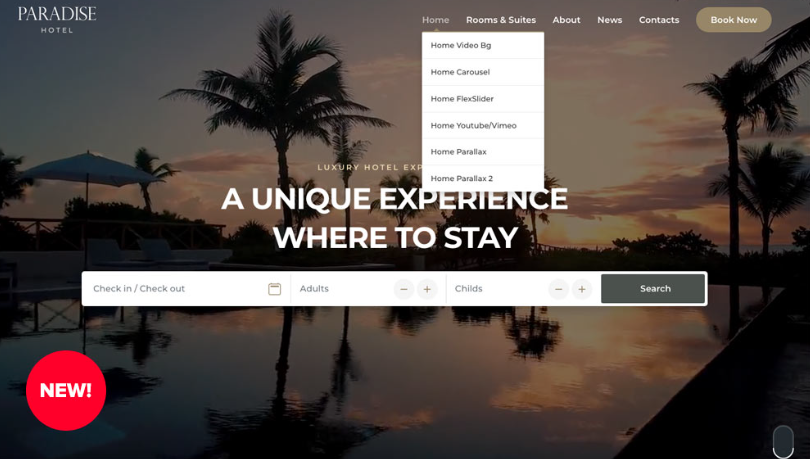 PARADISE
HOTEL
Home Rooms & Suites About News Contacts Book Now
Home Video Bg
Home Carousel
Home FlexSlider
Home Youtube/Vimeo
Home Parallax
Home Parallax 2
LUXURY HOTEL
A UNIQUE EXPERIENCE
WHERE TO STAY
Check in / Check out Adults Childs Search
NEW!